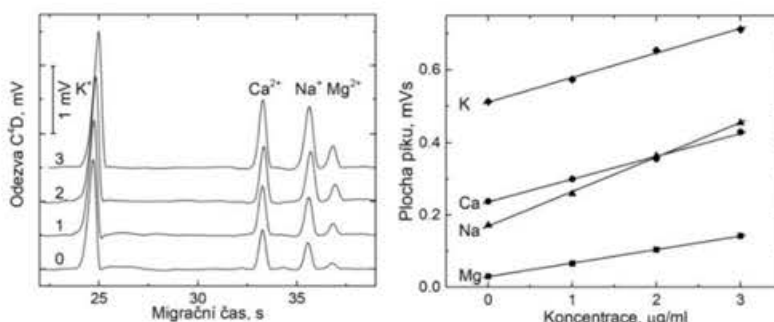 Odezva C⁴D, mV
1 mV
K⁺
Ca²⁺
Na⁺
Mg²⁺
3
2
1
0
25
30
35
Migrační čas, s
Plocha píku, mVs
0.6
0.4
0.2
0.0
K
Ca
Na
Mg
0
1
2
3
Koncentrace, µg/ml